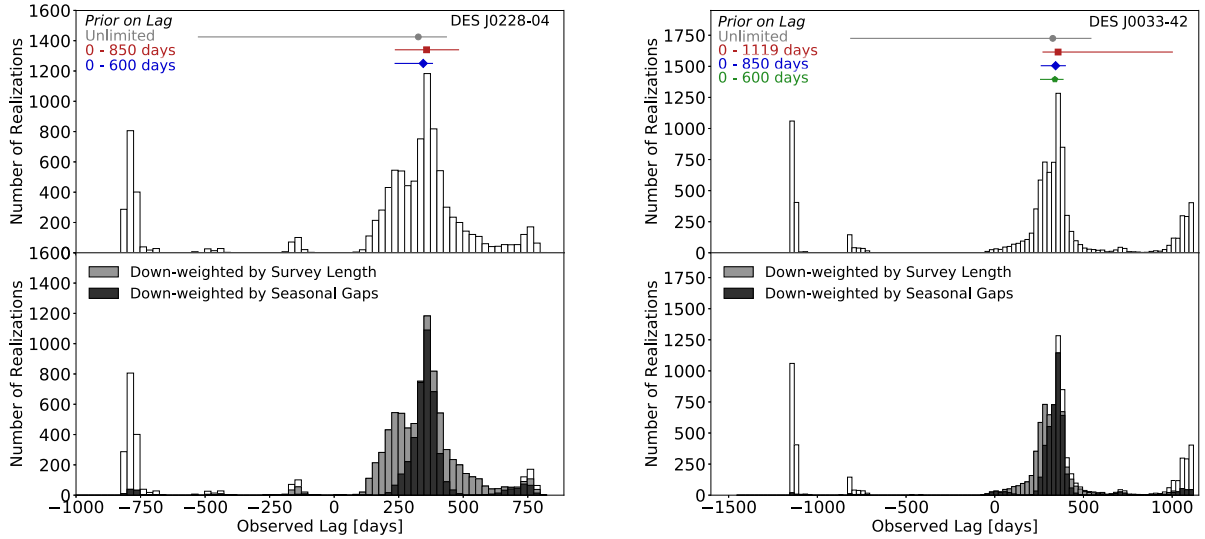 Prior on Lag
Unlimited
0 - 850 days
0 - 600 days
DES J0228-04
Number of Realizations
1600
1400
1200
1000
800
600
400
200
0
Down-weighted by Survey Length
Down-weighted by Seasonal Gaps
Number of Realizations
1600
1400
1200
1000
800
600
400
200
0
−1000 −750 −500 −250 0 250 500 750
Observed Lag [days]
Prior on Lag
Unlimited
0 - 1119 days
0 - 850 days
0 - 600 days
DES J0033-42
Number of Realizations
1750
1500
1250
1000
750
500
250
0
Down-weighted by Survey Length
Down-weighted by Seasonal Gaps
Number of Realizations
1750
1500
1250
1000
750
500
250
0
−1500 −1000 −500 0 500 1000
Observed Lag [days]